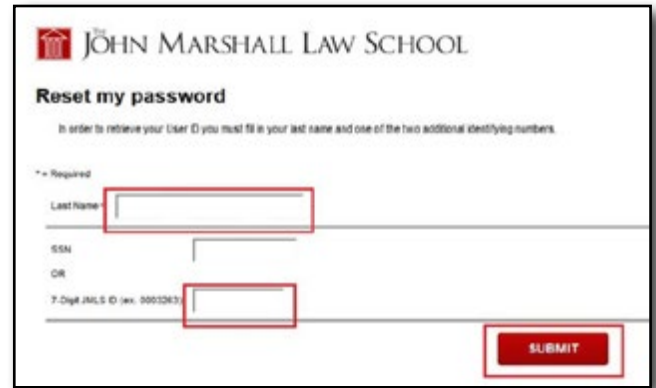 THE JOHN MARSHALL LAW SCHOOL
Reset my password
In order to retrieve your User ID you must fill in your last name and one of the two additional identifying numbers.
* = Required
Last Name*
SSN
OR
7-Digit JMLS ID (ex. 0003263)
SUBMIT